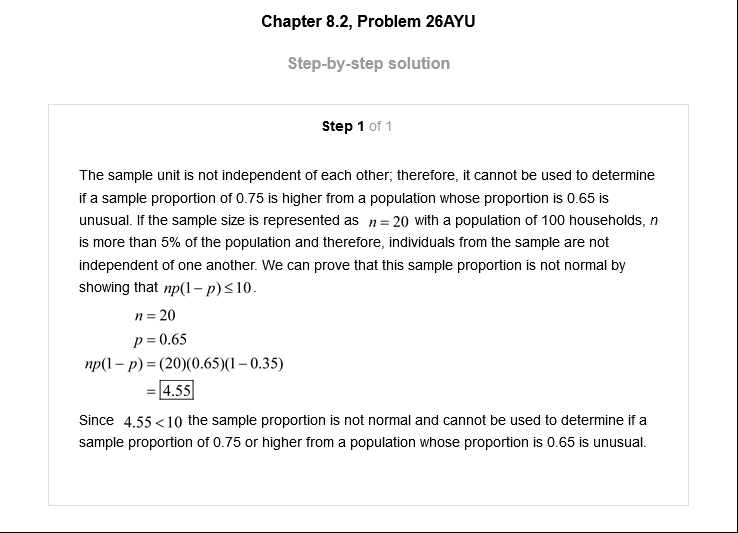 Chapter 8.2, Problem 26AYU
Step-by-step solution
Step 1 of 1
The sample unit is not independent of each other; therefore, it cannot be used to determine
if a sample proportion of 0.75 is higher from a population whose proportion is 0.65 is
unusual. If the sample size is represented as n = 20 with a population of 100 households, n
is more than 5% of the population and therefore, individuals from the sample are not
independent of one another. We can prove that this sample proportion is not normal by
showing that np(1 − p) ≤ 10.
n = 20
p = 0.65
np(1 − p) = (20)(0.65)(1 − 0.35)
= 4.55
Since 4.55 < 10 the sample proportion is not normal and cannot be used to determine if a
sample proportion of 0.75 or higher from a population whose proportion is 0.65 is unusual.